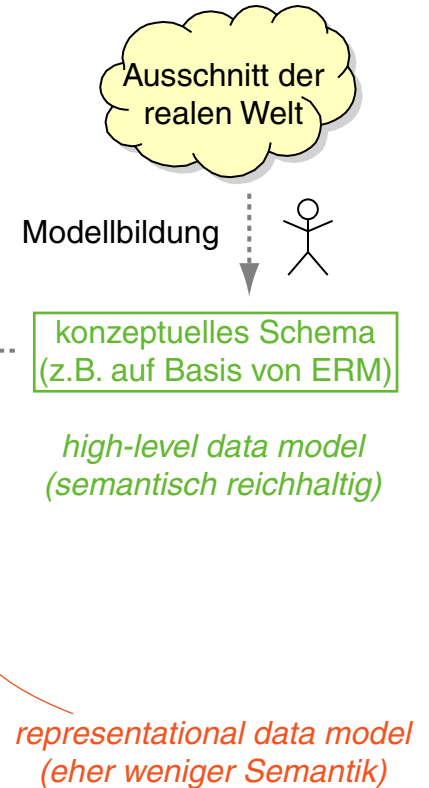 Ausschnitt der
realen Welt
Modellbildung
konzeptuelles Schema
(z.B. auf Basis von ERM)
high-level data model
(semantisch reichhaltig)
representational data model
(eher weniger Semantik)